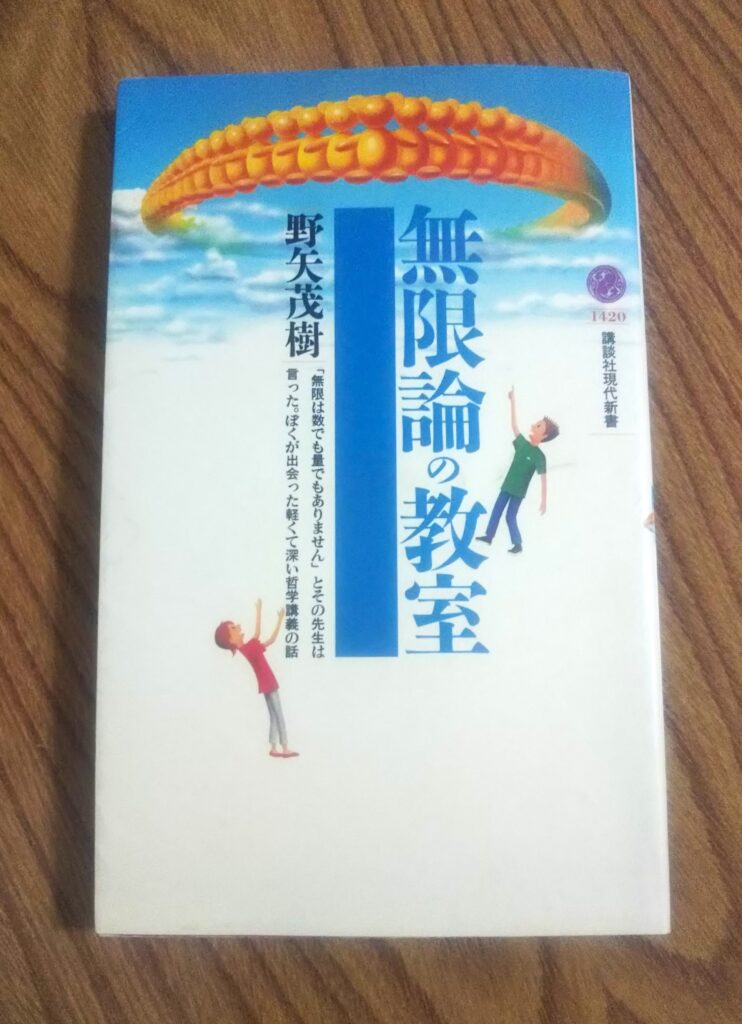 無限論の教室
野矢茂樹
「無限は数でも量でもありません」とその先生は
言った。ぼくが出会った軽くて深い哲学講義の話
1420
講談社現代新書